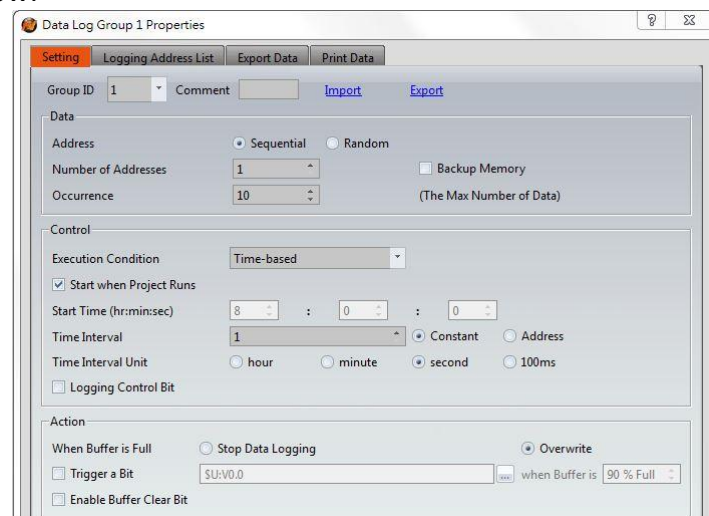 Data Log Group 1 Properties
Setting Logging Address List Export Data Print Data
Group ID 1 Comment Import Export
Data
Address Sequential Random
Number of Addresses 1 Backup Memory
Occurrence 10 (The Max Number of Data)
Control
Execution Condition Time-based
Start when Project Runs
Start Time (hr:min:sec) 8 : 0 : 0
Time Interval 1 Constant Address
Time Interval Unit hour minute second 100ms
Logging Control Bit
Action
When Buffer is Full Stop Data Logging Overwrite
Trigger a Bit $U:V0.0 ... when Buffer is 90 % Full
Enable Buffer Clear Bit